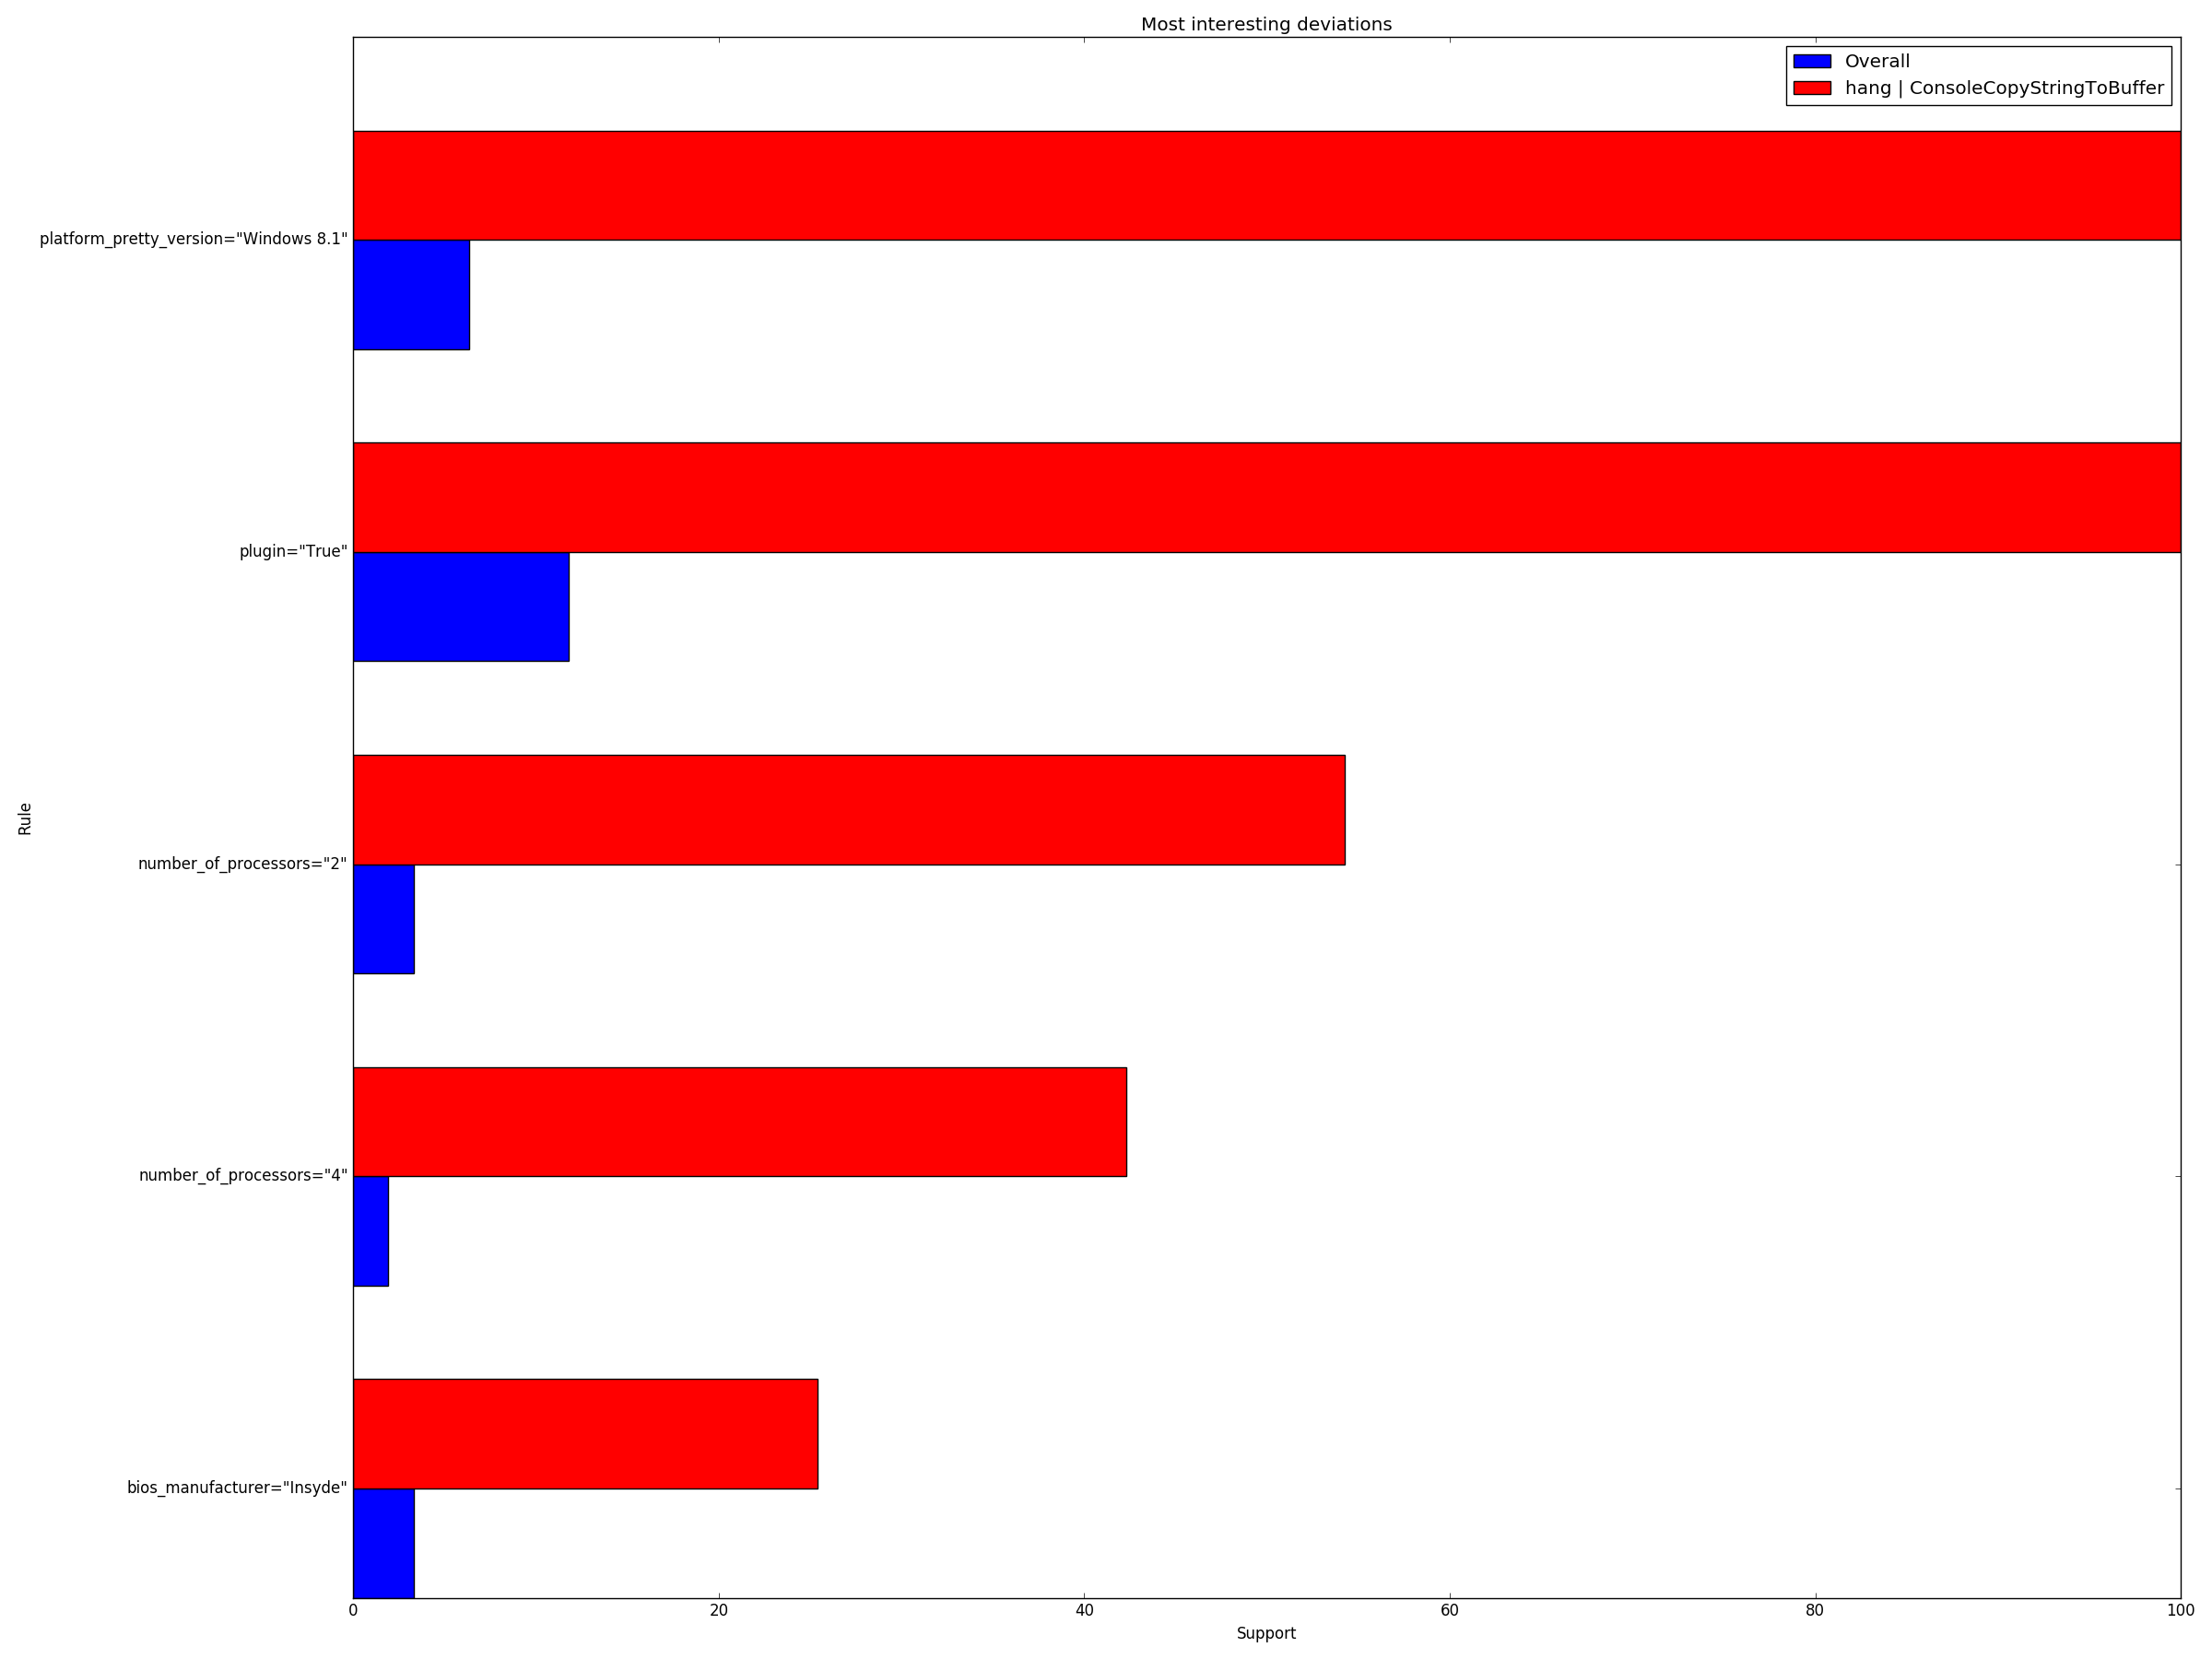 Most interesting deviations
Overall
hang | ConsoleCopyStringToBuffer
platform_pretty_version="Windows 8.1"
plugin="True"
Rule
number_of_processors="2"
number_of_processors="4"
bios_manufacturer="Insyde"
0 20 40 60 80 100
Support